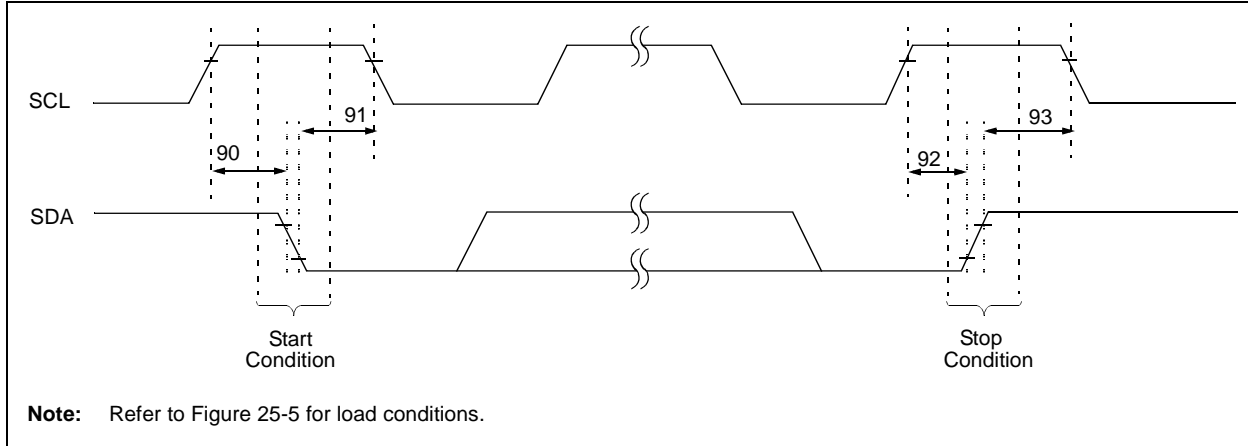 SCL
91
93
90
92
SDA
Start
Condition
Stop
Condition
Note: Refer to Figure 25-5 for load conditions.